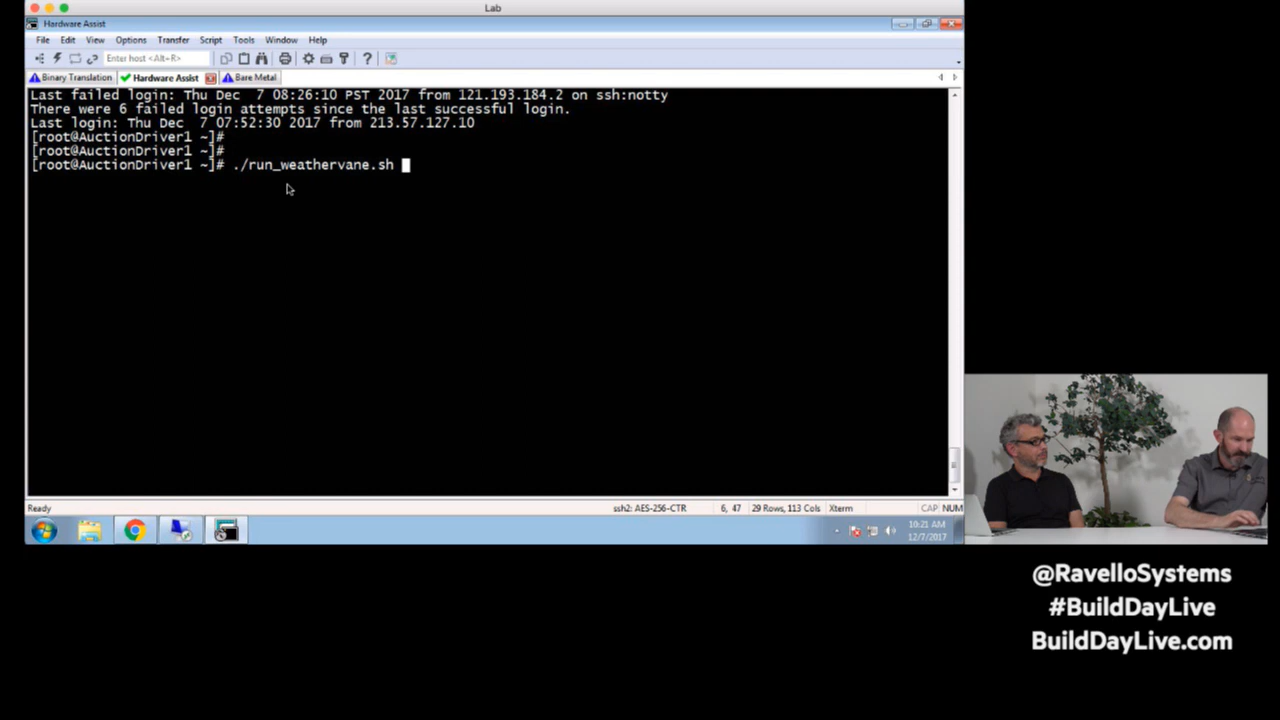 Lab
Hardware Assist
File Edit View Options Transfer Script Tools Window Help
Enter host <Alt+R>
Binary Translation Hardware Assist Bare Metal
Last failed login: Thu Dec  7 08:26:10 PST 2017 from 121.193.184.2 on ssh:notty
There were 6 failed login attempts since the last successful login.
Last login: Thu Dec  7 07:52:30 2017 from 213.57.127.10
[root@AuctionDriver1 ~]#
[root@AuctionDriver1 ~]#
[root@AuctionDriver1 ~]# ./run_weathervane.sh
Ready ssh2: AES-256-CTR 6, 47 29 Rows, 113 Cols Xterm CAP NUM
10:21 AM
12/7/2017
@RavelloSystems
#BuildDayLive
BuildDayLive.com